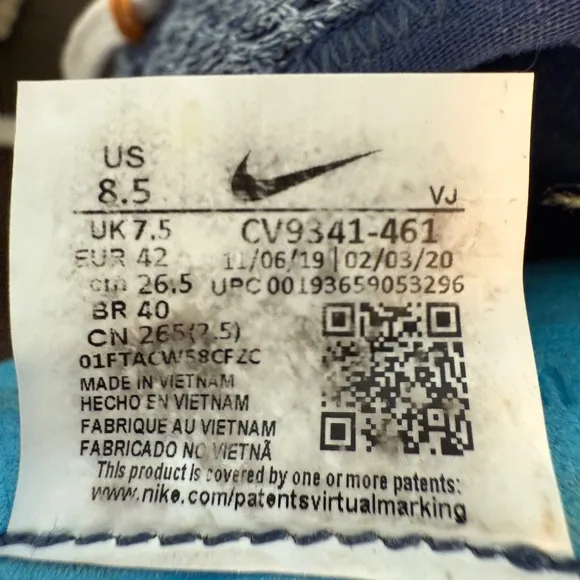 US
8.5
VJ
UK 7.5
CV9341-461
EUR 42
11/06/19 | 02/03/20
cm 26.5
UPC 00193659053296
BR 40
CN 265(2.5)
MADE IN VIETNAM
HECHO EN VIETNAM
FABRIQUE AU VIETNAM
FABRICADO NO VIETNÃ
This product is covered by one or more patents:
www.nike.com/patentsvirtualmarking